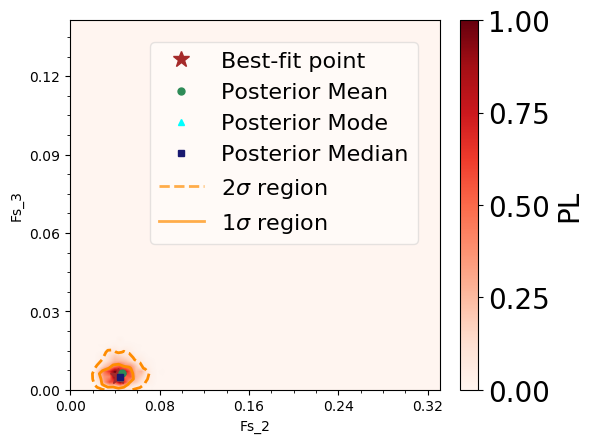 Best-fit point
Posterior Mean
Posterior Mode
Posterior Median
2σ region
1σ region
0.12
0.09
0.06
0.03
0.00
Fs_3
0.00 0.08 0.16 0.24 0.32
Fs_2
1.00
0.75
0.50
0.25
0.00
PL